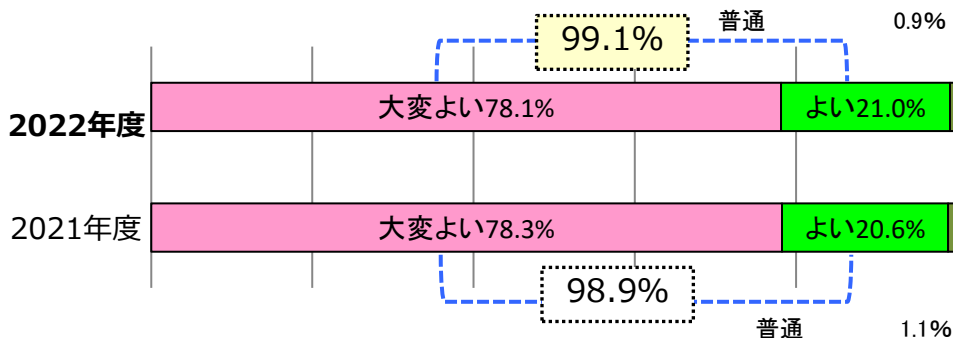 99.1%
普通 0.9%
2022年度 大変よい78.1% よい21.0%
2021年度 大変よい78.3% よい20.6%
98.9%
普通 1.1%